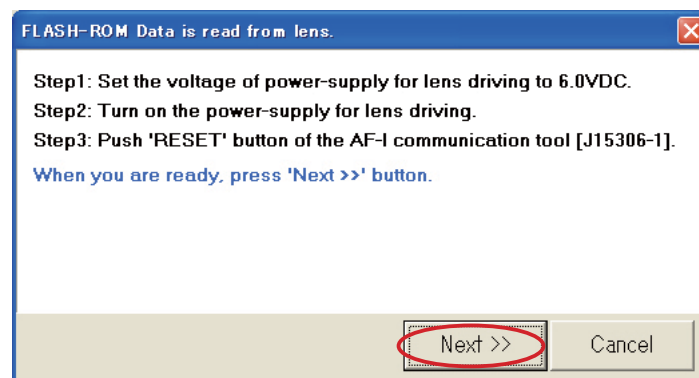 FLASH-ROM Data is read from lens.
Step1: Set the voltage of power-supply for lens driving to 6.0VDC.
Step2: Turn on the power-supply for lens driving.
Step3: Push 'RESET' button of the AF-I communication tool [J15306-1].
When you are ready, press 'Next >>' button.
Next >> Cancel